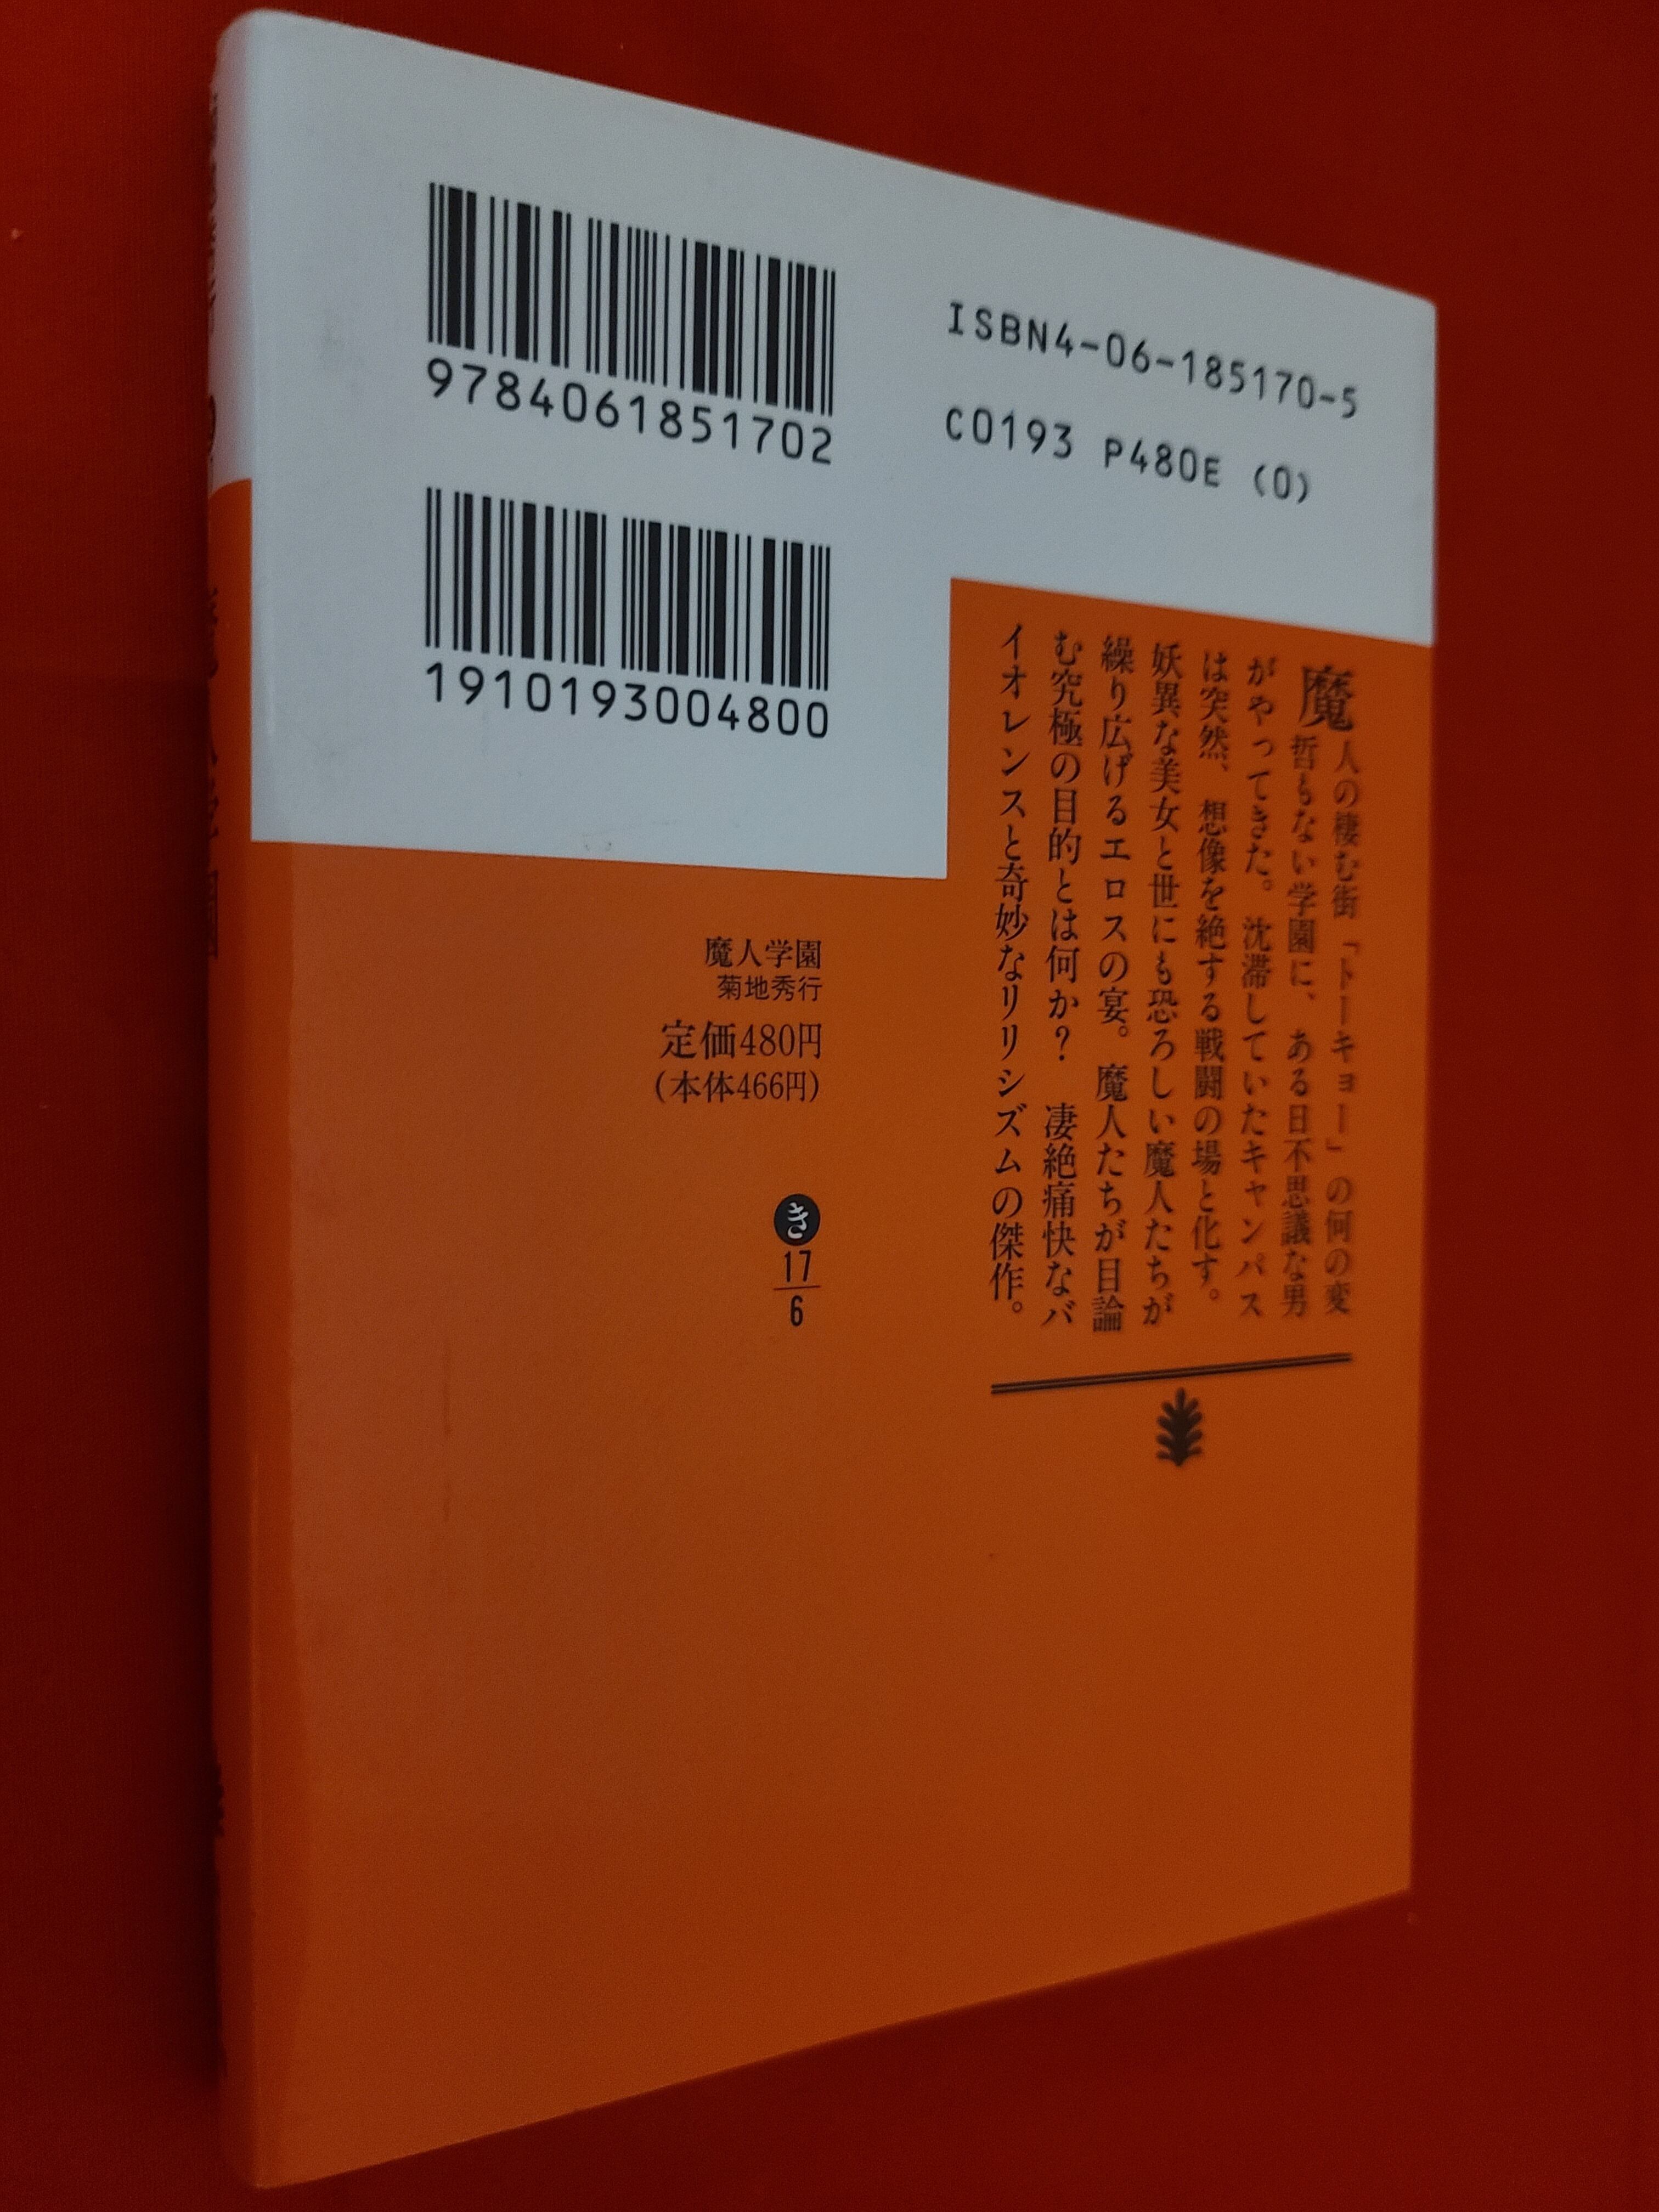 9784061851702
1910193004800
ISBN4-06-185170-5
C0193 P480E (0)
魔人の棲む街「トーキョー」の何の変
哲もない学園に、ある日不思議な男
がやってきた。沈滞していたキャンパス
は突然、想像を絶する戦闘の場と化す。
妖異な美女と世にも恐ろしい魔人たちが
繰り広げるエロスの宴。魔人たちが目論
む究極の目的とは何か? 凄絶痛快なバ
イオレンスと奇妙なリリシズムの傑作。
魔人学園
菊地秀行
定価480円
(本体466円)
き
17
6